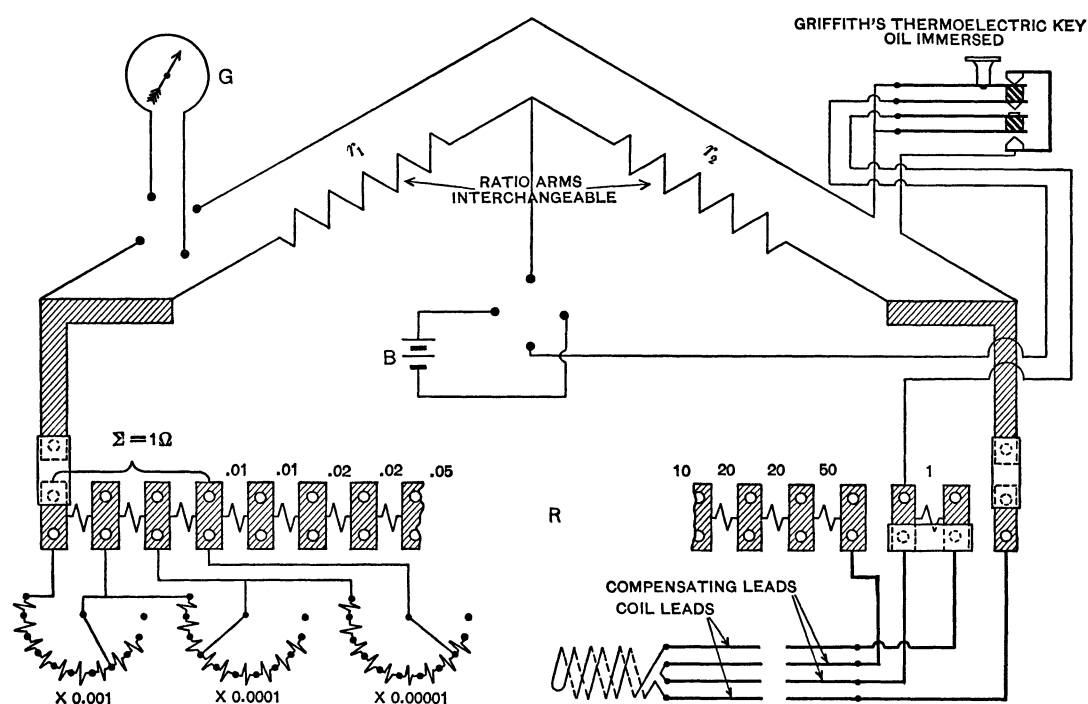 GRIFFITH'S THERMOELECTRIC KEY
OIL IMMERSED
G
r₁
r₂
RATIO ARMS
INTERCHANGEABLE
B
Σ = 1Ω
.01 .01 .02 .02 .05
10 20 20 50 1
R
COMPENSATING LEADS
COIL LEADS
X 0.001 X 0.0001 X 0.00001